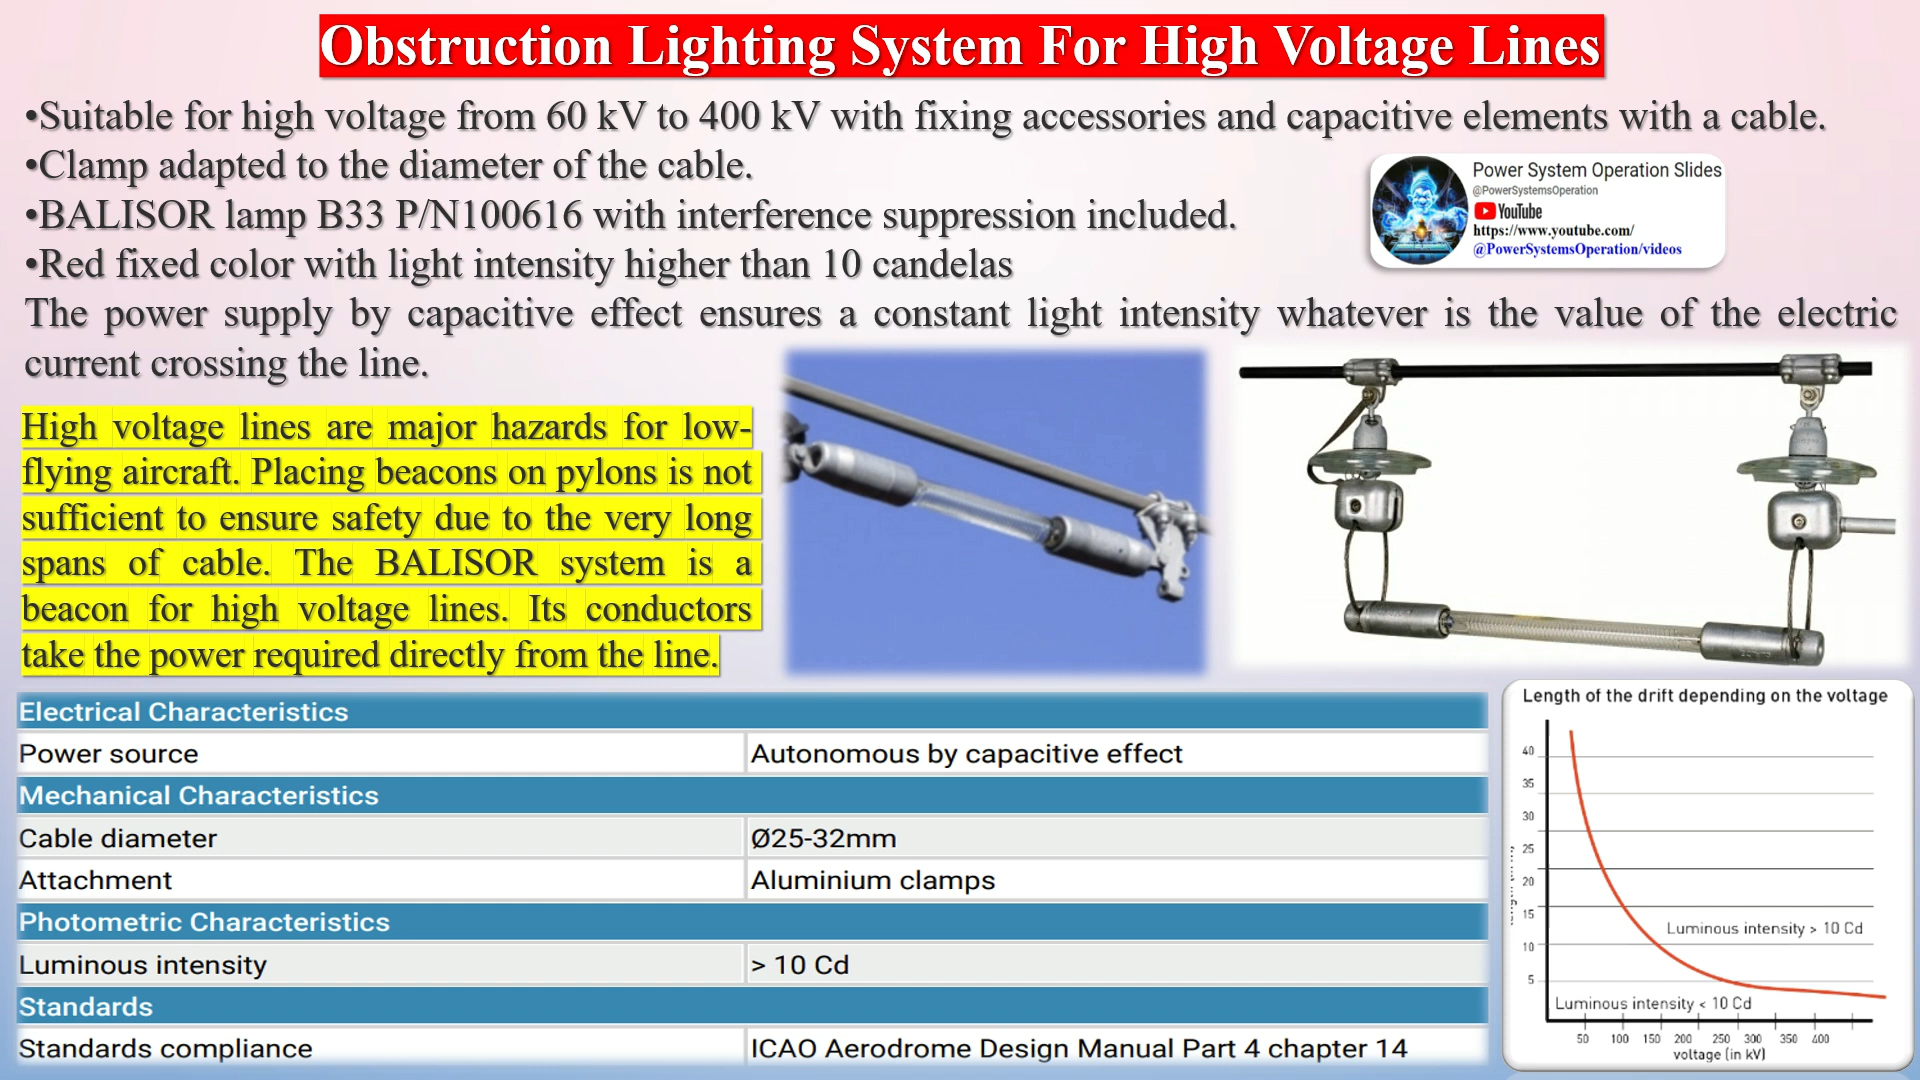 Obstruction Lighting System For High Voltage Lines
•Suitable for high voltage from 60 kV to 400 kV with fixing accessories and capacitive elements with a cable.
•Clamp adapted to the diameter of the cable.
•BALISOR lamp B33 P/N100616 with interference suppression included.
•Red fixed color with light intensity higher than 10 candelas
The power supply by capacitive effect ensures a constant light intensity whatever is the value of the electric
current crossing the line.
Power System Operation Slides
@PowerSystemsOperation
YouTube
https://www.youtube.com/
@PowerSystemsOperation/videos
High voltage lines are major hazards for low-
flying aircraft. Placing beacons on pylons is not
sufficient to ensure safety due to the very long
spans of cable. The BALISOR system is a
beacon for high voltage lines. Its conductors
take the power required directly from the line.
Electrical Characteristics
Power source Autonomous by capacitive effect
Mechanical Characteristics
Cable diameter Ø25-32mm
Attachment Aluminium clamps
Photometric Characteristics
Luminous intensity > 10 Cd
Standards
Standards compliance ICAO Aerodrome Design Manual Part 4 chapter 14
Length of the drift depending on the voltage
40
35
30
25
20
15
10
5
Luminous intensity > 10 Cd
Luminous intensity < 10 Cd
50 100 150 200 250 300 350 400
voltage (in kV)